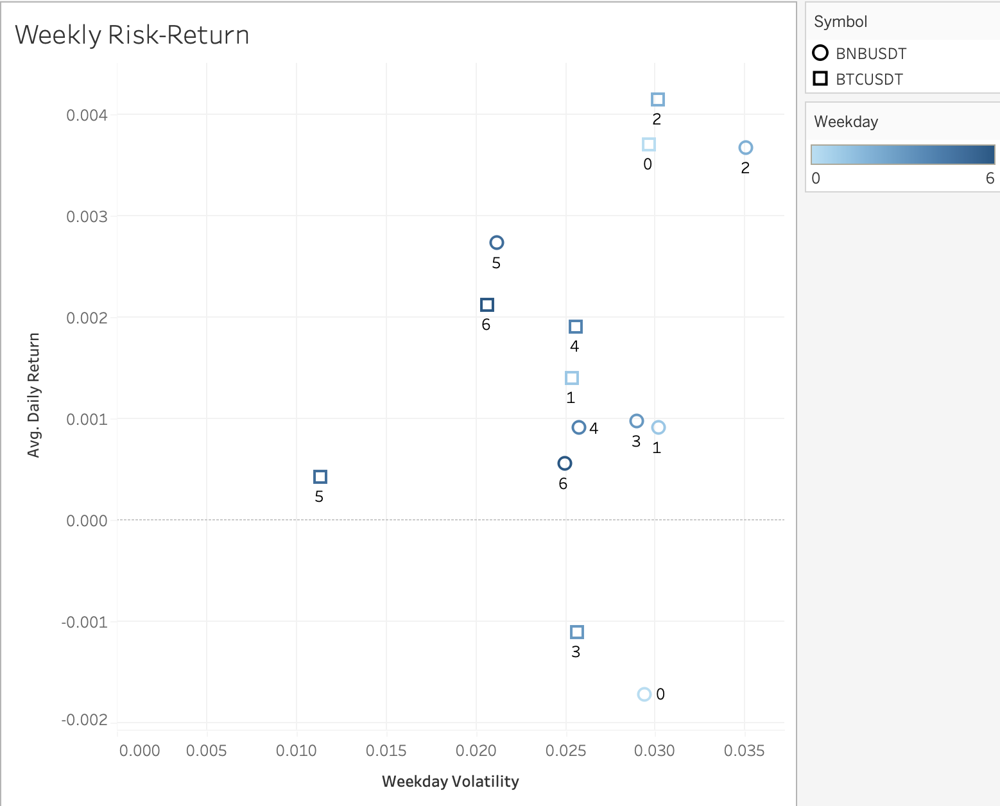 Weekly Risk-Return
Symbol
BNBUSDT
BTCUSDT
Weekday
0 6
0.004
0.003
0.002
0.001
0.000
-0.001
-0.002
Avg. Daily Return
2
0
2
5
6
4
1
4
3
1
6
5
3
0
0.000 0.005 0.010 0.015 0.020 0.025 0.030 0.035
Weekday Volatility